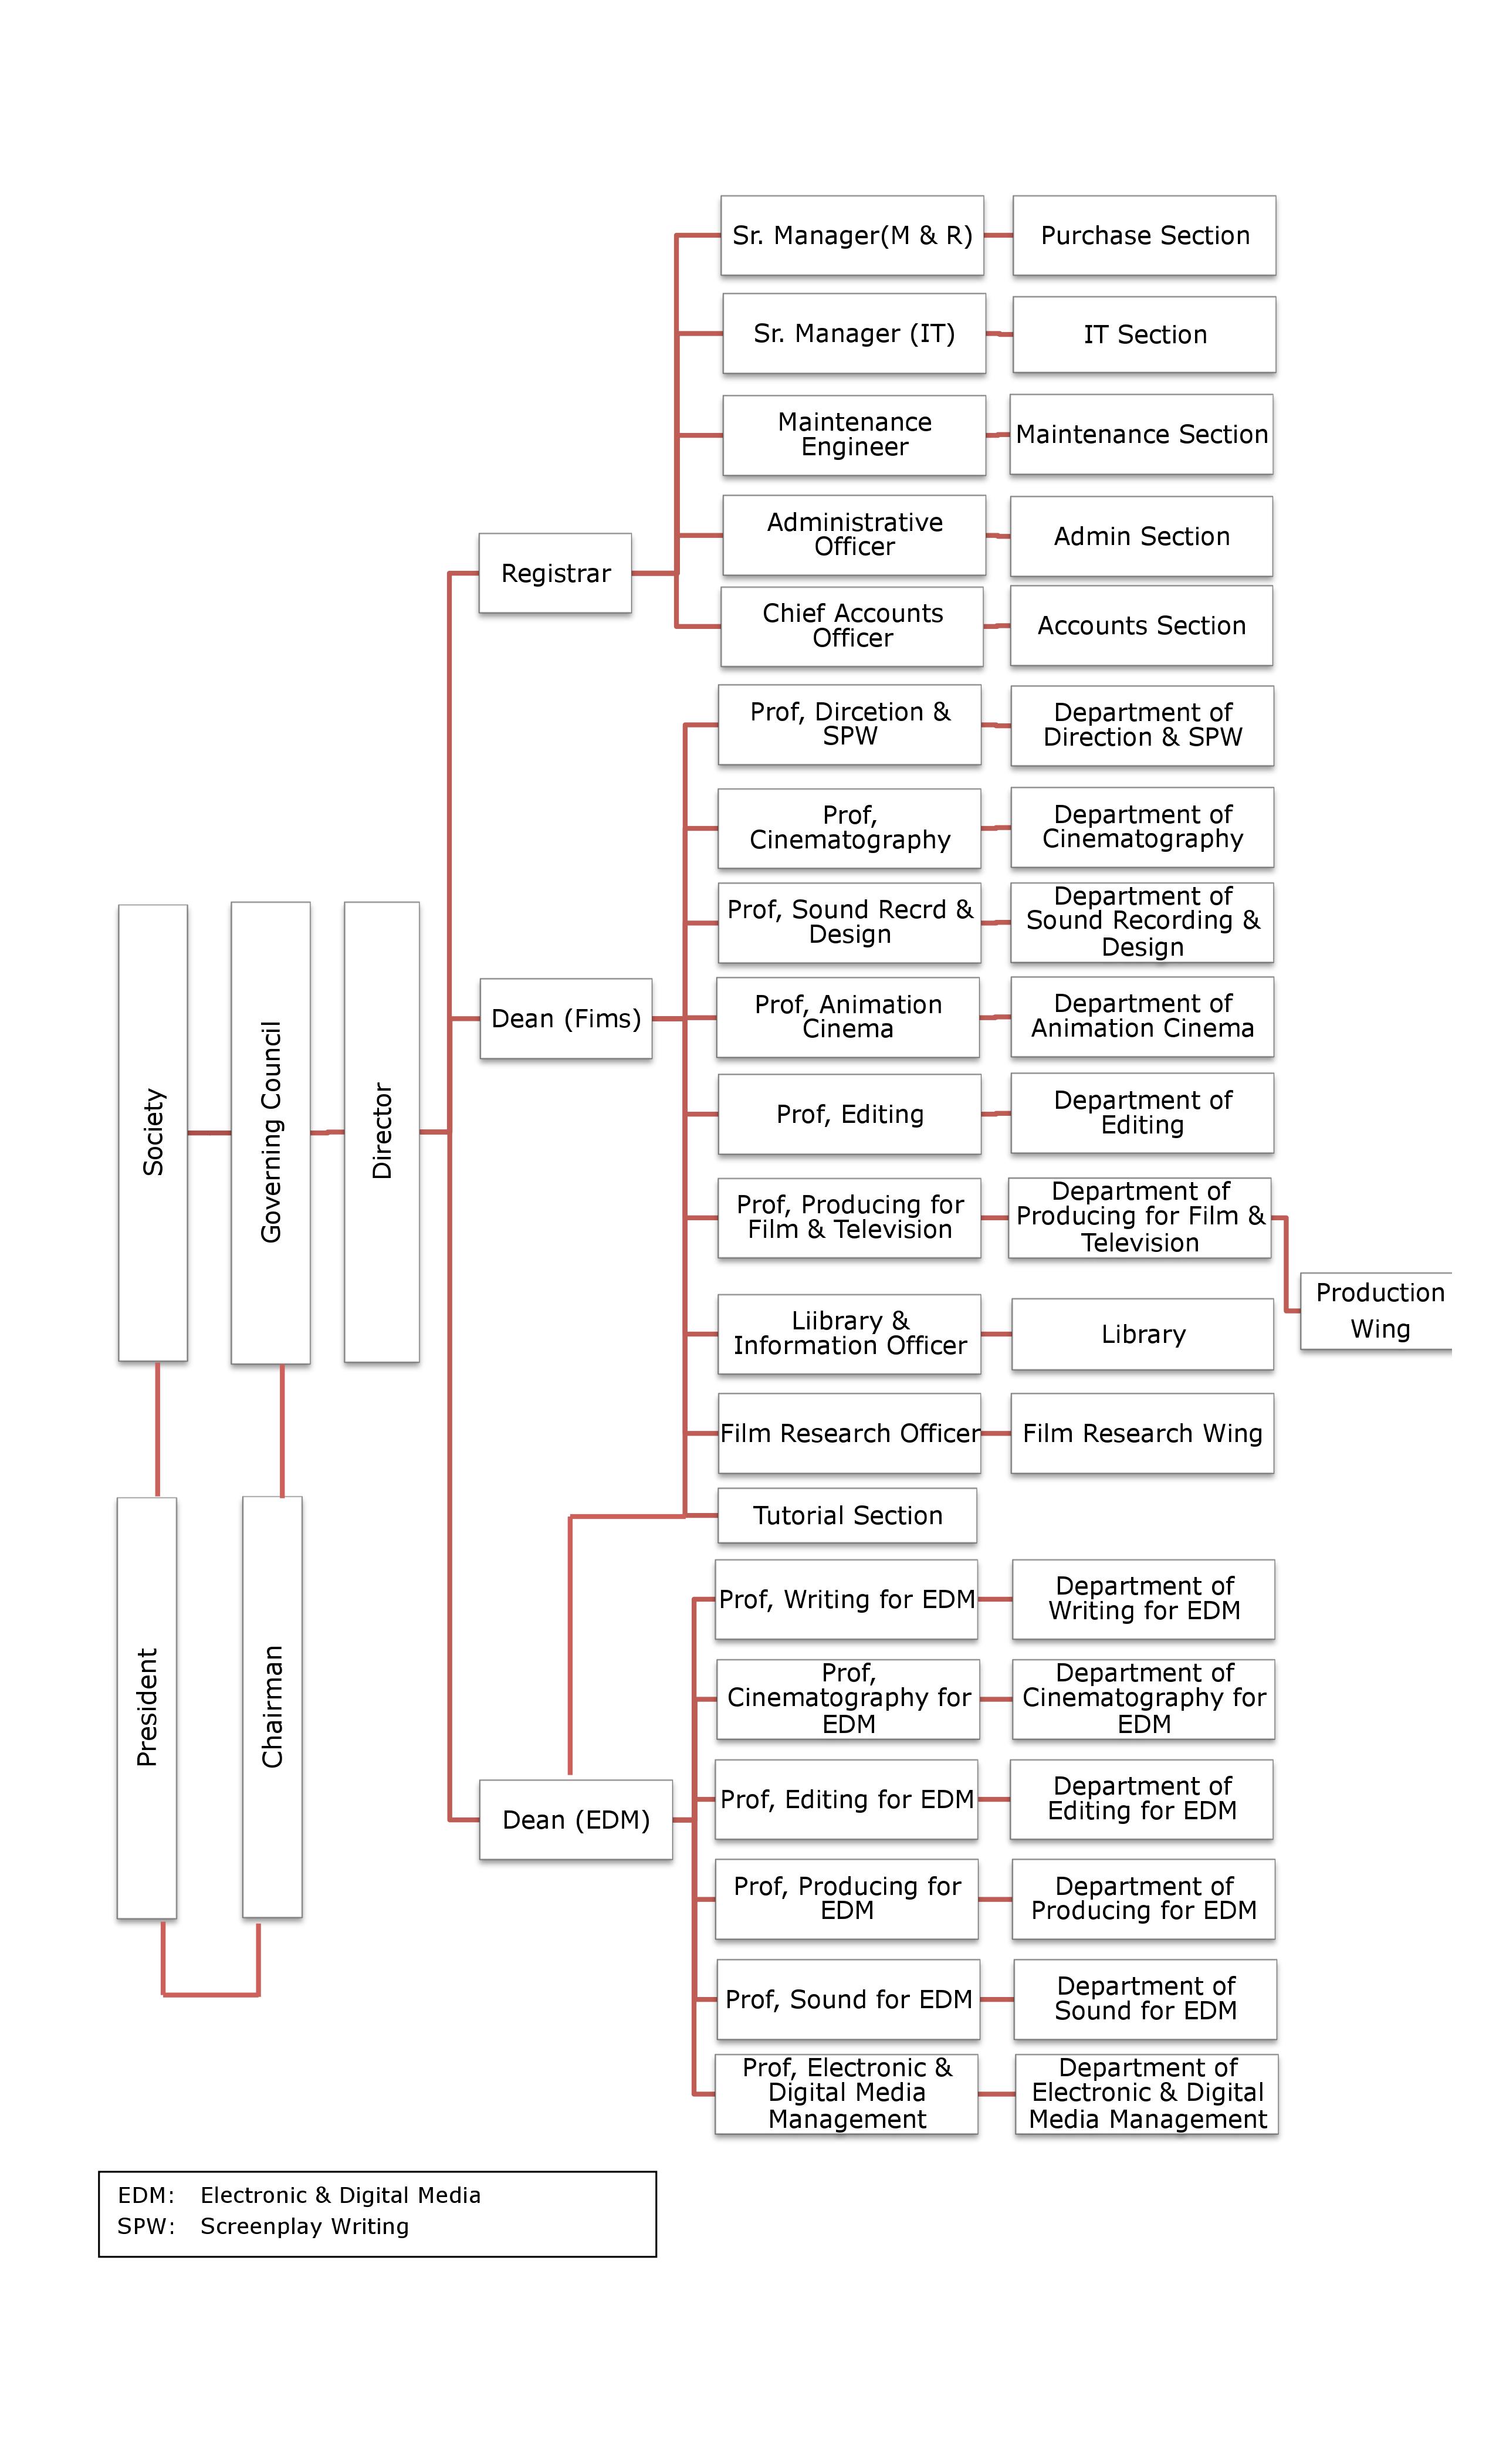 Society
Governing Council
Director
President
Chairman
Registrar
Sr. Manager(M & R)
Purchase Section
Sr. Manager (IT)
IT Section
Maintenance
Engineer
Maintenance Section
Administrative
Officer
Admin Section
Chief Accounts
Officer
Accounts Section
Dean (Fims)
Prof, Dircetion &
SPW
Department of
Direction & SPW
Prof,
Cinematography
Department of
Cinematography
Prof, Sound Recrd &
Design
Department of
Sound Recording &
Design
Prof, Animation
Cinema
Department of
Animation Cinema
Prof, Editing
Department of
Editing
Prof, Producing for
Film & Television
Department of
Producing for Film &
Television
Production
Wing
Liibrary &
Information Officer
Library
Film Research Officer
Film Research Wing
Tutorial Section
Dean (EDM)
Prof, Writing for EDM
Department of
Writing for EDM
Prof,
Cinematography for
EDM
Department of
Cinematography for
EDM
Prof, Editing for EDM
Department of
Editing for EDM
Prof, Producing for
EDM
Department of
Producing for EDM
Prof, Sound for EDM
Department of
Sound for EDM
Prof, Electronic &
Digital Media
Management
Department of
Electronic & Digital
Media Management
EDM: Electronic & Digital Media
SPW: Screenplay Writing